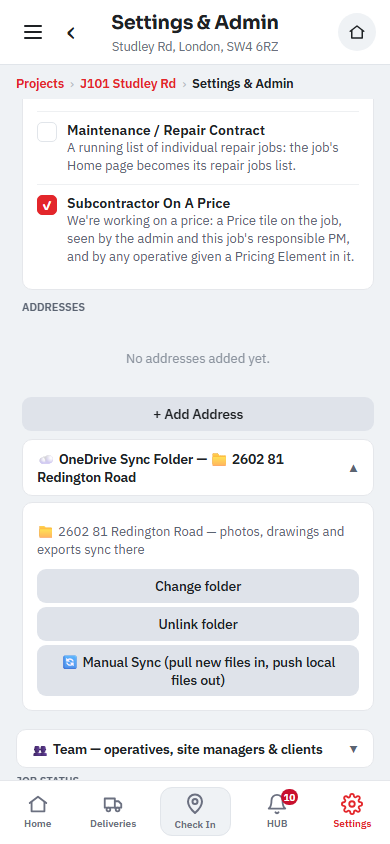 Settings & Admin
Studley Rd, London, SW4 6RZ
Projects › J101 Studley Rd › Settings & Admin
Maintenance / Repair Contract
A running list of individual repair jobs: the job's
Home page becomes its repair jobs list.
Subcontractor On A Price
We're working on a price: a Price tile on the job,
seen by the admin and this job's responsible PM,
and by any operative given a Pricing Element in it.
ADDRESSES
No addresses added yet.
+ Add Address
OneDrive Sync Folder — 2602 81
Redington Road
2602 81 Redington Road — photos, drawings and
exports sync there
Change folder
Unlink folder
Manual Sync (pull new files in, push local
files out)
Team — operatives, site managers & clients
JOB STATUS
10
Home
Deliveries
Check In
HUB
Settings